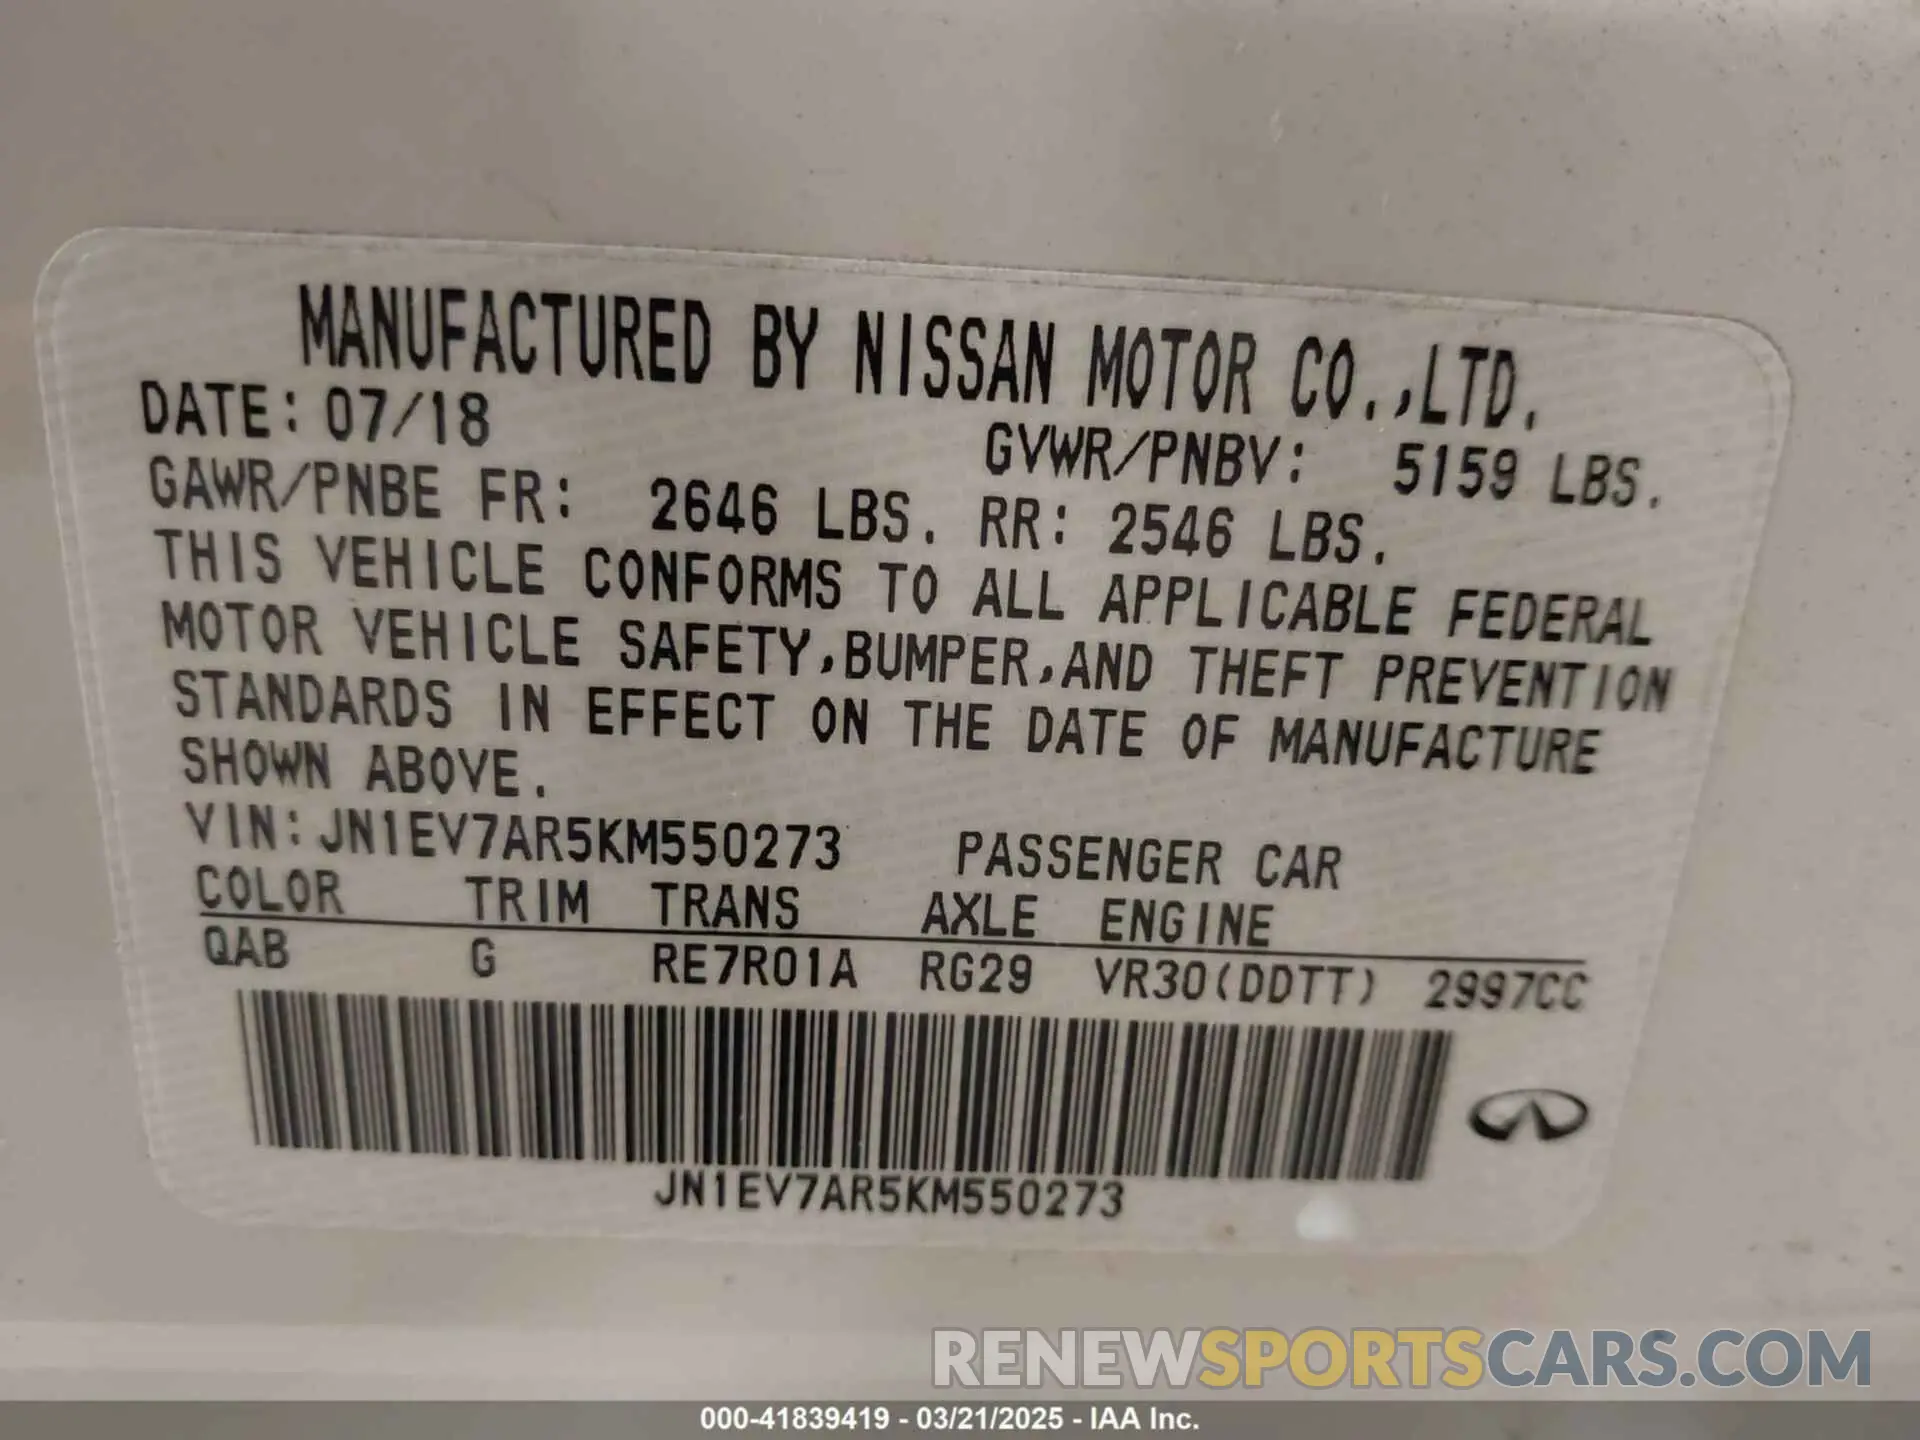 MANUFACTURED BY NISSAN MOTOR CO.,LTD.
DATE: 07/18 GVWR/PNBV: 5159 LBS.
GAWR/PNBE FR: 2646 LBS. RR: 2546 LBS.
THIS VEHICLE CONFORMS TO ALL APPLICABLE FEDERAL
MOTOR VEHICLE SAFETY,BUMPER,AND THEFT PREVENTION
STANDARDS IN EFFECT ON THE DATE OF MANUFACTURE
SHOWN ABOVE.
VIN:JN1EV7AR5KM550273 PASSENGER CAR
COLOR TRIM TRANS AXLE ENGINE
QAB G RE7R01A RG29 VR30(DDTT) 2997CC
JN1EV7AR5KM550273
RENEWSPORTSCARS.COM
000-41839419 - 03/21/2025 - IAA Inc.